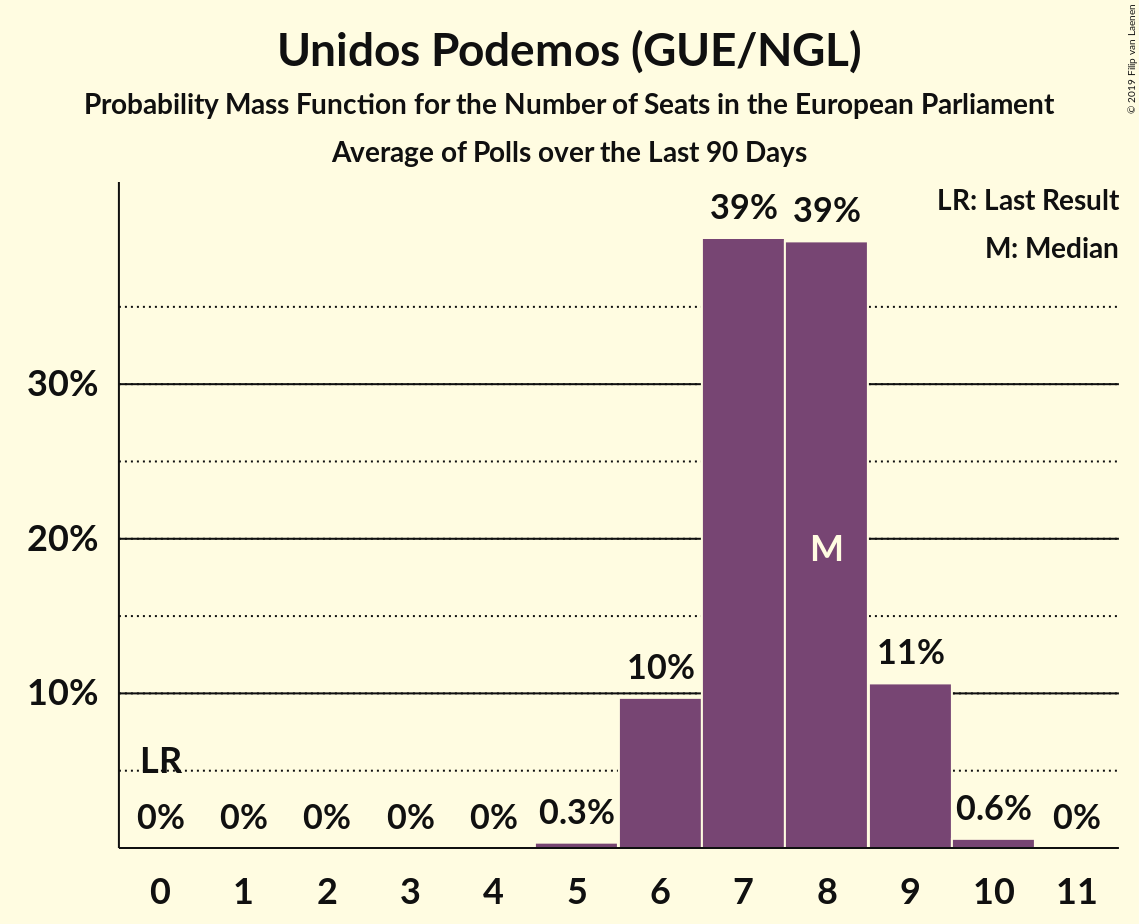 Unidos Podemos (GUE/NGL)
Probability Mass Function for the Number of Seats in the European Parliament
Average of Polls over the Last 90 Days
© 2019 Filip van Laenen
LR: Last Result
M: Median
39% 39%
30%
20%
M
10% 11%
10%
LR
0% 0% 0% 0% 0% 0.3% 0.6% 0%
0 1 2 3 4 5 6 7 8 9 10 11